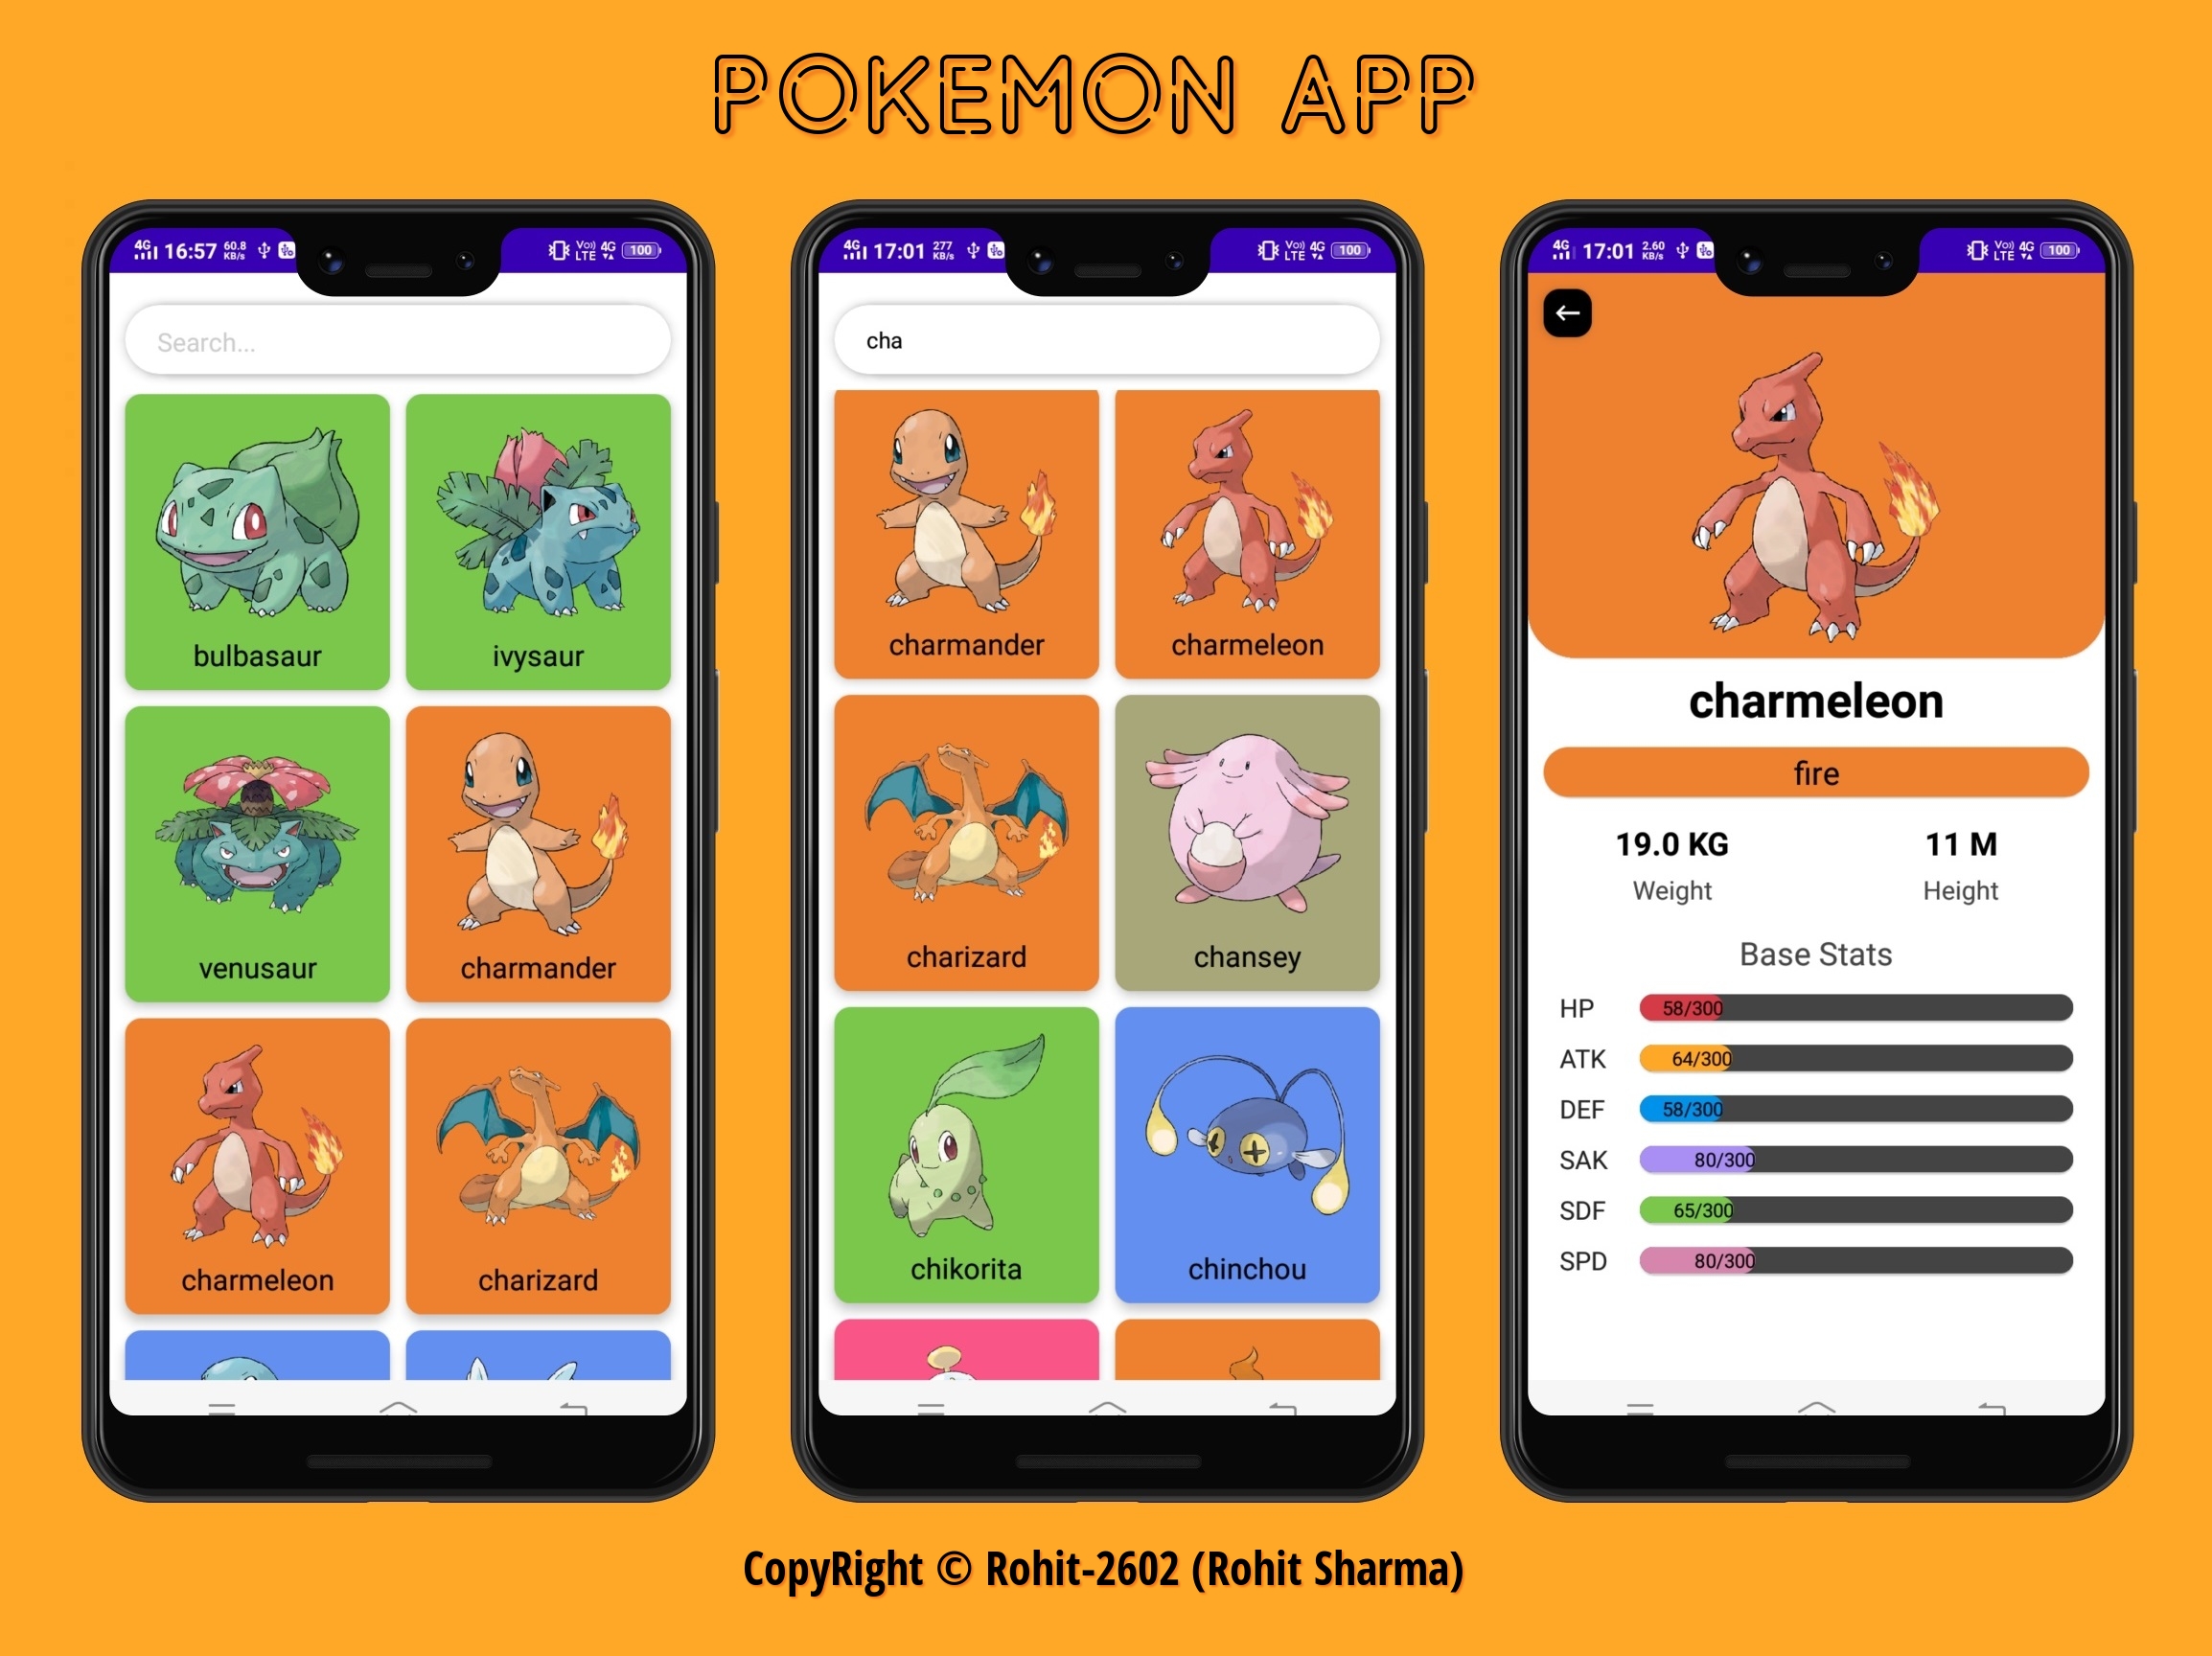 POKEMON APP
4G 16:57 60.8 KB/s Vo)) LTE 4G 100
Search...
bulbasaur ivysaur
venusaur charmander
charmeleon charizard
4G 17:01 277 KB/s Vo)) LTE 4G 100
cha
charmander charmeleon
charizard chansey
chikorita chinchou
4G 17:01 2.60 KB/s Vo)) LTE 4G 100
charmeleon
fire
19.0 KG 11 M
Weight Height
Base Stats
HP 58/300
ATK 64/300
DEF 58/300
SAK 80/300
SDF 65/300
SPD 80/300
CopyRight © Rohit-2602 (Rohit Sharma)